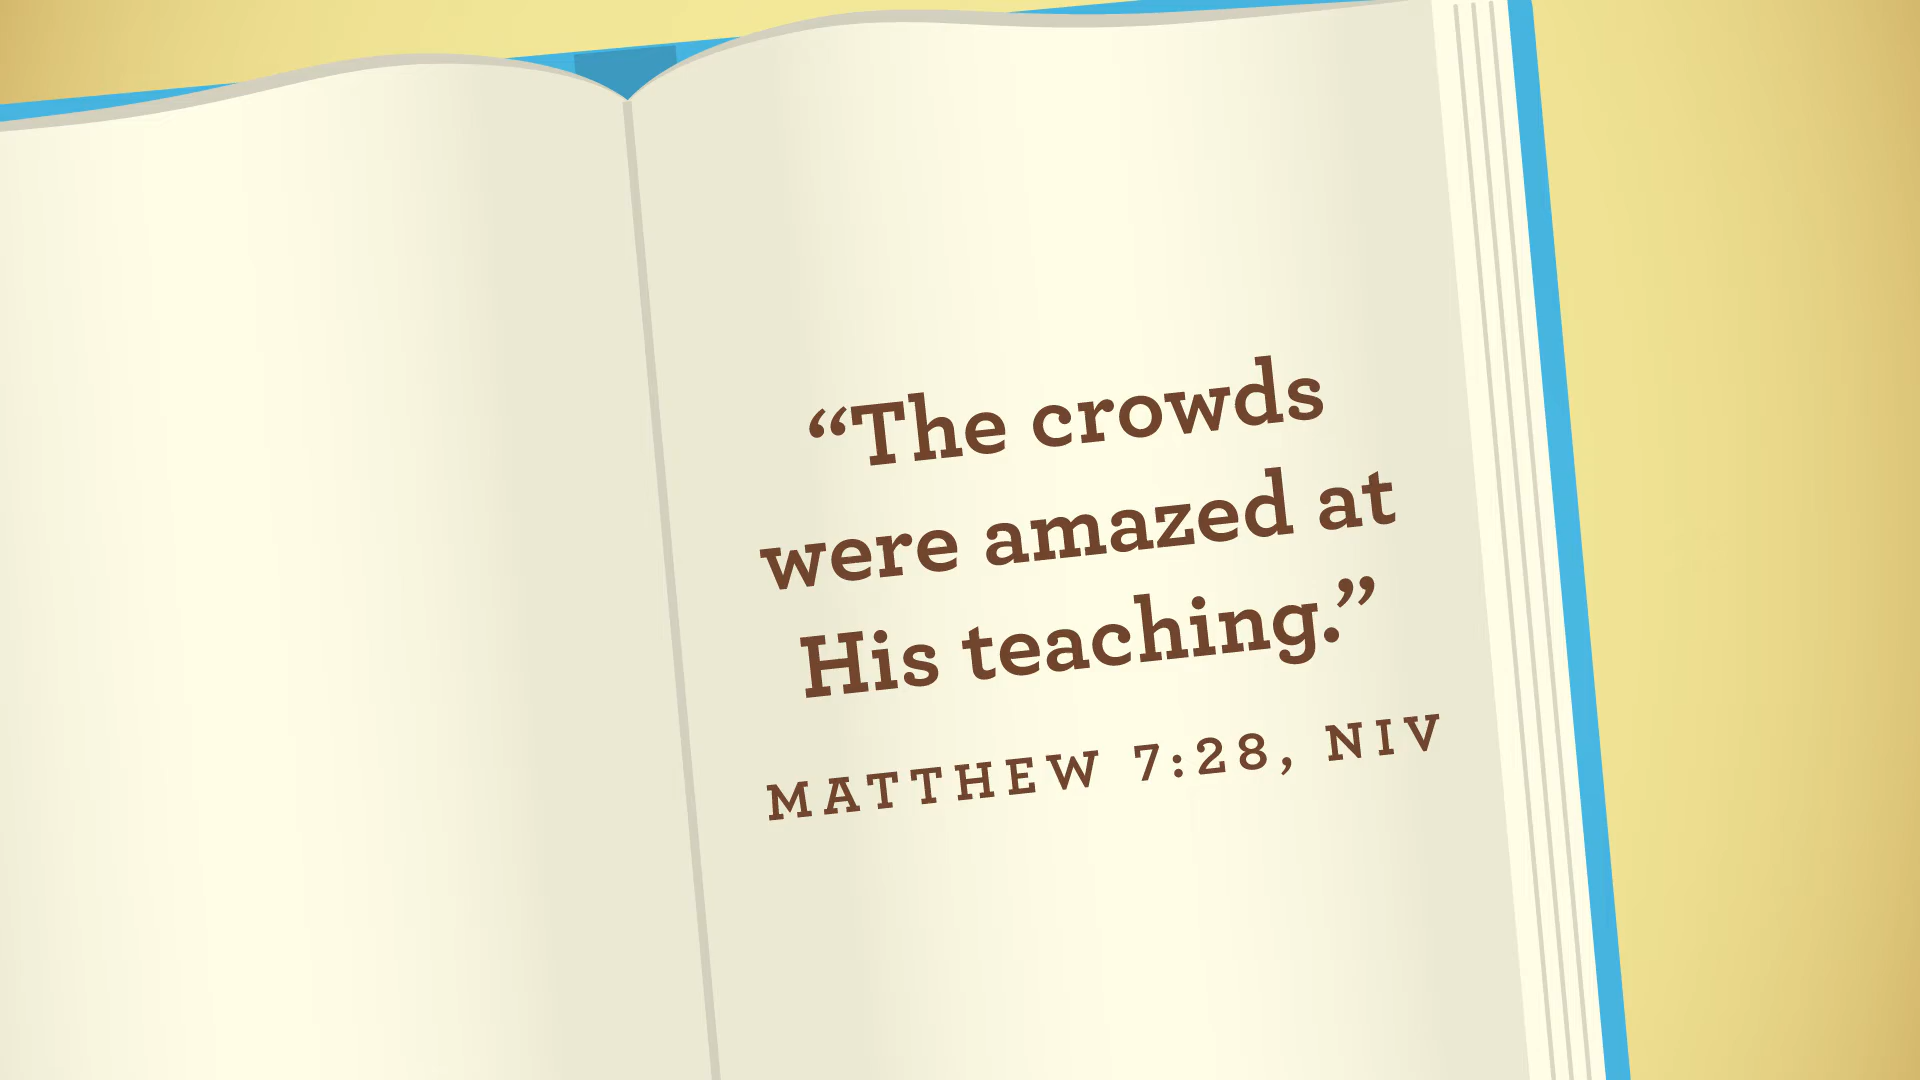 “The crowds
were amazed at
His teaching.”
MATTHEW 7:28, NIV